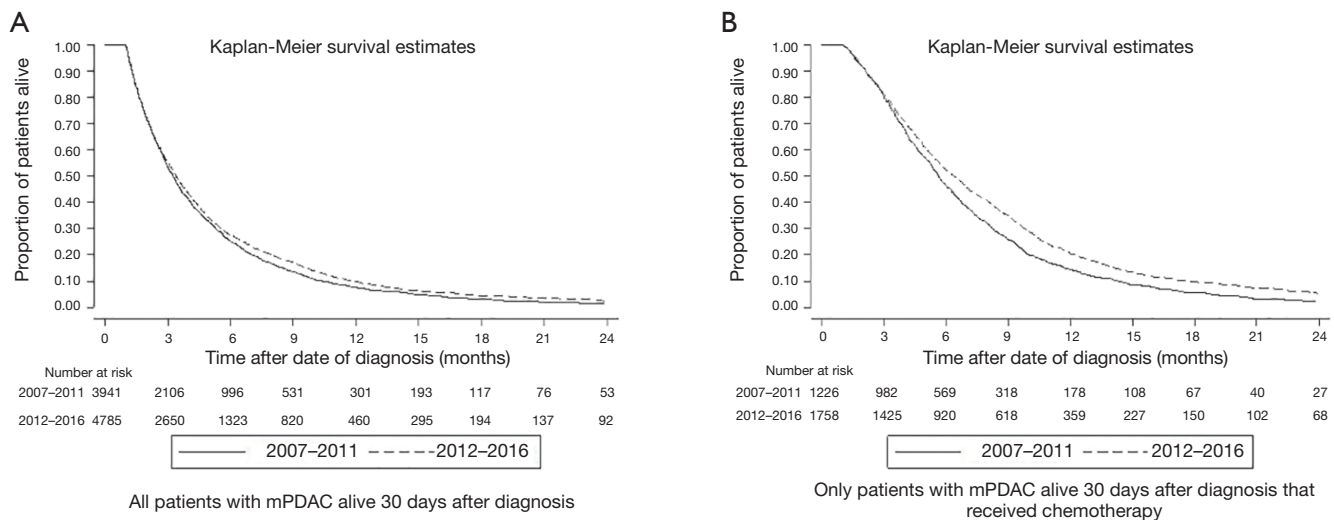 A
Kaplan-Meier survival estimates
Proportion of patients alive
1.00
0.90
0.80
0.70
0.60
0.50
0.40
0.30
0.20
0.10
0.00
0 3 6 9 12 15 18 21 24
Time after date of diagnosis (months)
Number at risk
2007–2011 3941 2106 996 531 301 193 117 76 53
2012–2016 4785 2650 1323 820 460 295 194 137 92
2007–2011 2012–2016
All patients with mPDAC alive 30 days after diagnosis
B
Kaplan-Meier survival estimates
Proportion of patients alive
1.00
0.90
0.80
0.70
0.60
0.50
0.40
0.30
0.20
0.10
0.00
0 3 6 9 12 15 18 21 24
Time after date of diagnosis (months)
Number at risk
2007–2011 1226 982 569 318 178 108 67 40 27
2012–2016 1758 1425 920 618 359 227 150 102 68
2007–2011 2012–2016
Only patients with mPDAC alive 30 days after diagnosis that
received chemotherapy